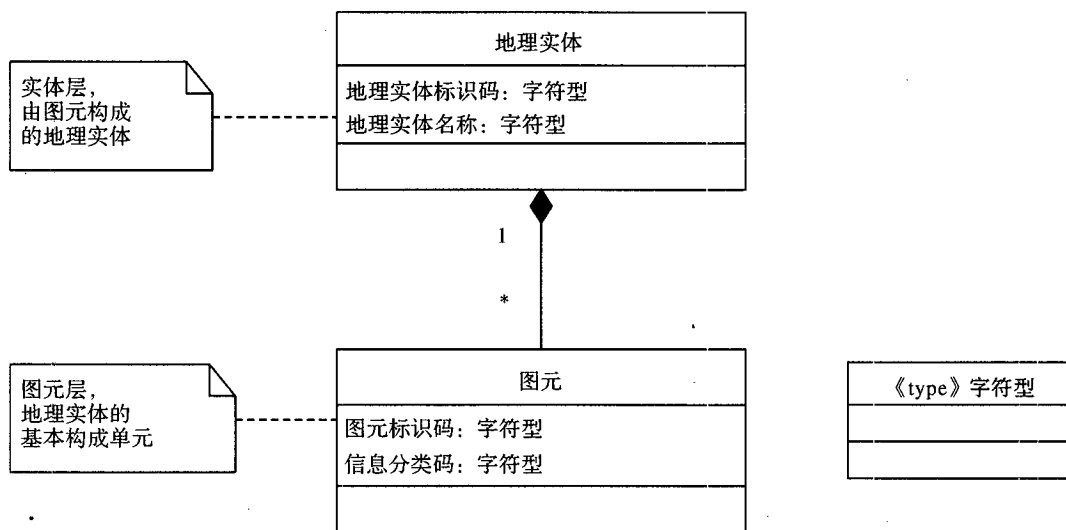 地理实体
实体层,
由图元构成
的地理实体
地理实体标识码：字符型
地理实体名称：字符型
1
*
图元
图元层,
地理实体的
基本构成单元
图元标识码：字符型
信息分类码：字符型
《type》字符型